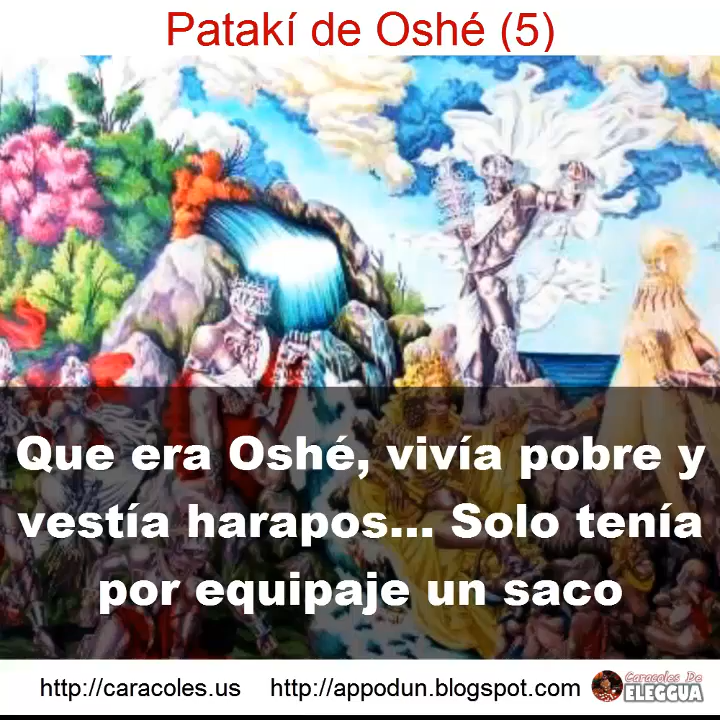 Patakí de Oshé (5)
Que era Oshé, vivía pobre y
vestía harapos... Solo tenía
por equipaje un saco
http://caracoles.us http://appodun.blogspot.com
Caracoles De
ELEGGUA